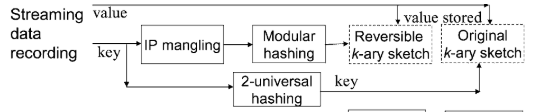 Streaming data recording
value
value stored
key
IP mangling
Modular hashing
Reversible k-ary sketch
Original k-ary sketch
2-universal hashing
key